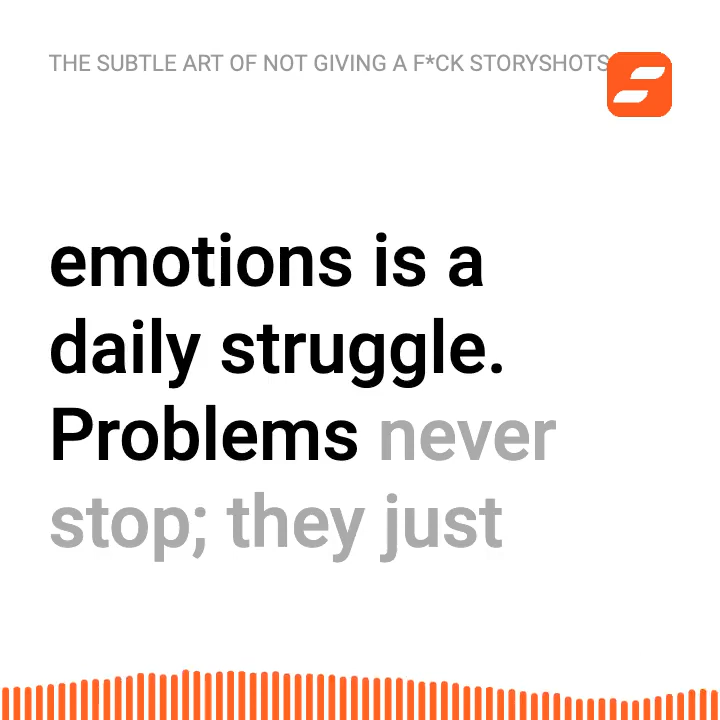 THE SUBTLE ART OF NOT GIVING A F*CK STORYSHOTS
emotions is a
daily struggle.
Problems never
stop; they just